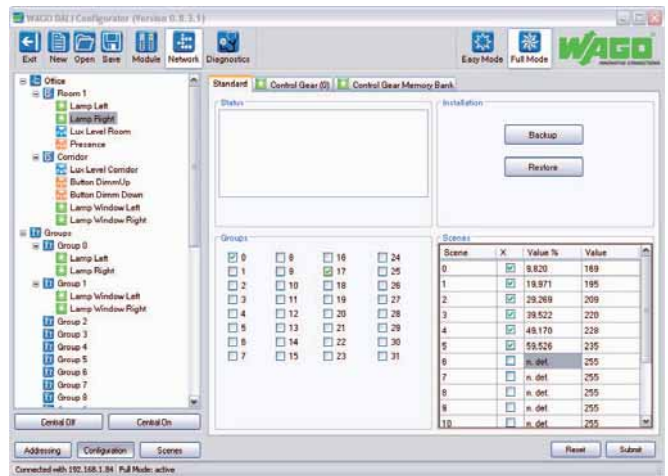 WAGO DALI Configurator (Version 0.8.3.1)
Exit New Open Save Module Network Diagnostics Easy Mode Full Mode WAGO
INNOVATIVE CONNECTIONS
Standard Control Gear (0) Control Gear Memory Bank
Office
Room 1
Lamp Left
Lamp Right
Lux Level Room
Presence
Corridor
Lux Level Corridor
Button DimmUp
Button Dimm Down
Lamp Window Left
Lamp Window Right
Groups
Group 0
Lamp Left
Lamp Right
Group 1
Lamp Window Left
Lamp Window Right
Group 2
Group 3
Group 4
Group 5
Group 6
Group 7
Group 8
Central Off Central On
Status
Installation
Backup
Restore
Groups
0 8 16 24
1 9 17 25
2 10 18 26
3 11 19 27
4 12 20 28
5 13 21 29
6 14 22 30
7 15 23 31
Scenes
Scene X Value % Value
0 9,820 169
1 19,971 195
2 29,269 209
3 39,522 220
4 49,170 228
5 59,526 235
6 n. def. 255
7 n. def. 255
8 n. def. 255
9 n. def. 255
10 n. def. 255
Addressing Configuration Scenes Reset Submit
Connected with 192.168.1.84 Full Mode: active